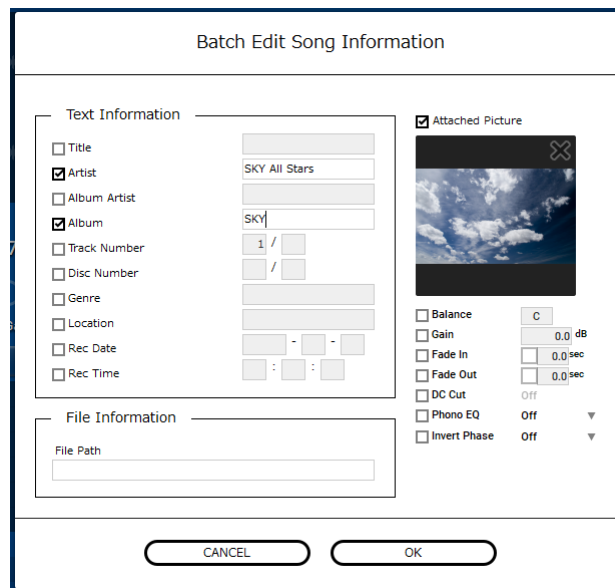 Batch Edit Song Information
Text Information
Title
Artist SKY All Stars
Album Artist
Album SKY
Track Number 1 /
Disc Number /
Genre
Location
Rec Date - -
Rec Time : :
File Information
File Path
Attached Picture
Balance C
Gain 0.0 dB
Fade In 0.0 sec
Fade Out 0.0 sec
DC Cut Off
Phono EQ Off
Invert Phase Off
CANCEL OK